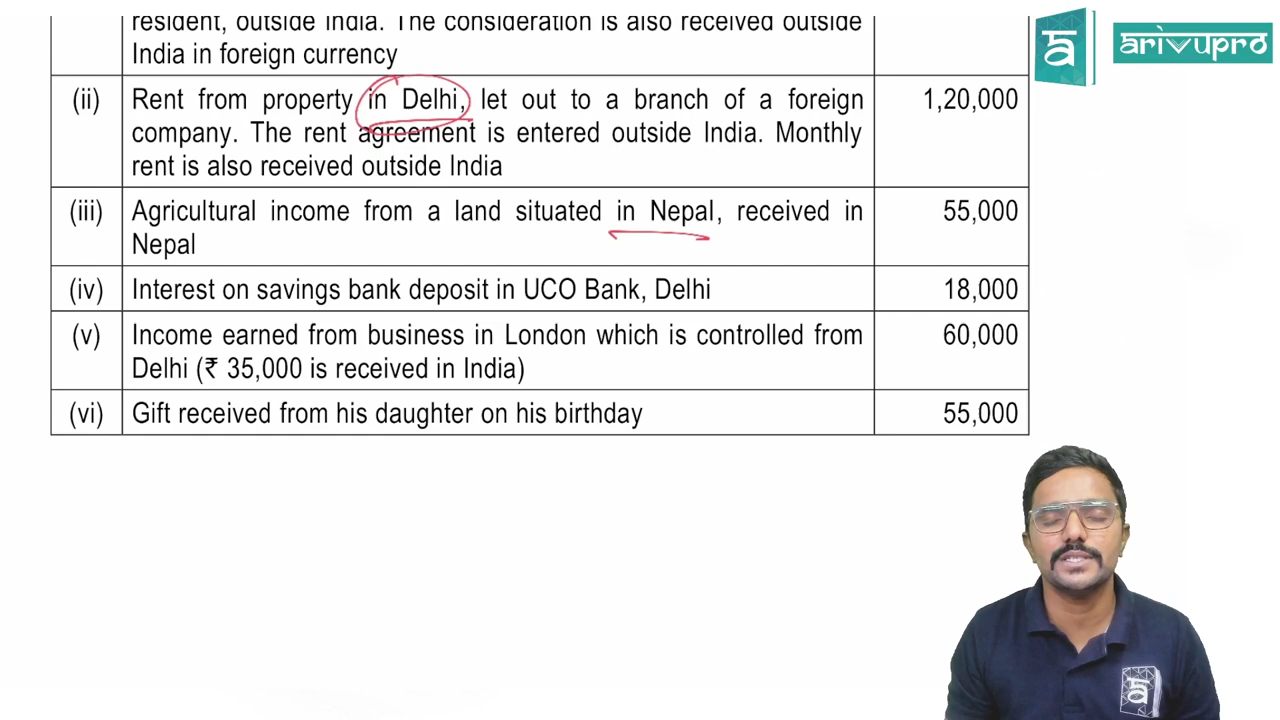 resident, outside India. The consideration is also received outside
India in foreign currency
(ii) Rent from property in Delhi, let out to a branch of a foreign 1,20,000
company. The rent agreement is entered outside India. Monthly
rent is also received outside India
(iii) Agricultural income from a land situated in Nepal, received in 55,000
Nepal
(iv) Interest on savings bank deposit in UCO Bank, Delhi 18,000
(v) Income earned from business in London which is controlled from 60,000
Delhi (₹ 35,000 is received in India)
(vi) Gift received from his daughter on his birthday 55,000
arivupro